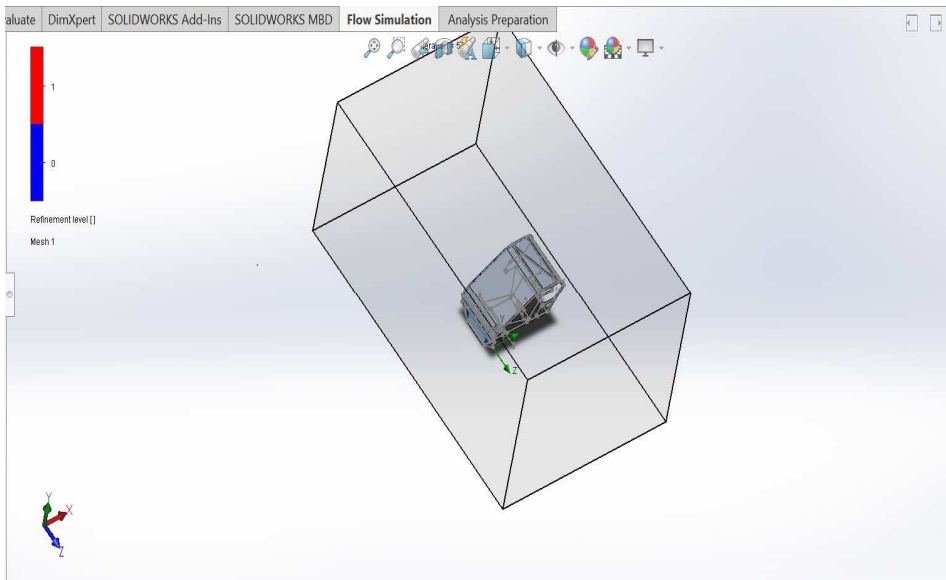 aluate DimXpert SOLIDWORKS Add-Ins SOLIDWORKS MBD Flow Simulation Analysis Preparation
1
0
Refinement level [ ]
Mesh 1
Y
Z
Y
X
Z